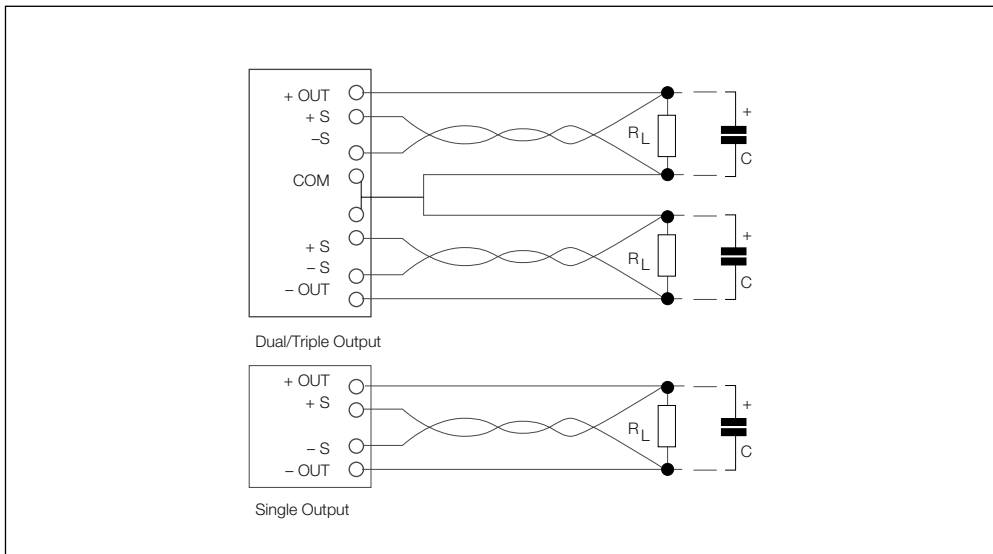 + OUT
+ S
–S
COM
+ S
– S
– OUT
R L
+
C
R L
+
C
Dual/Triple Output
+ OUT
+ S
– S
– OUT
R L
+
C
Single Output